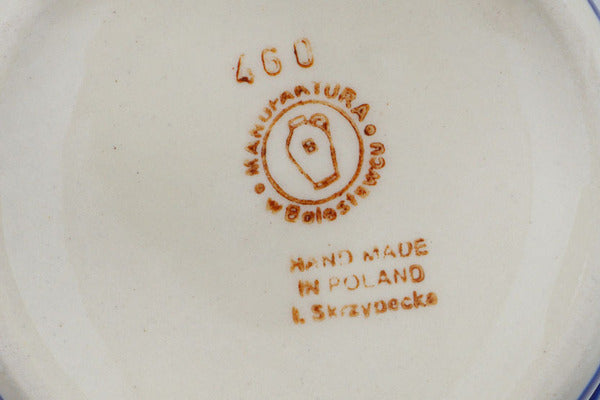 460
MANUFAKTURA
B
w Bolesławcu
HAND MADE
IN POLAND
I. Skrzypecka